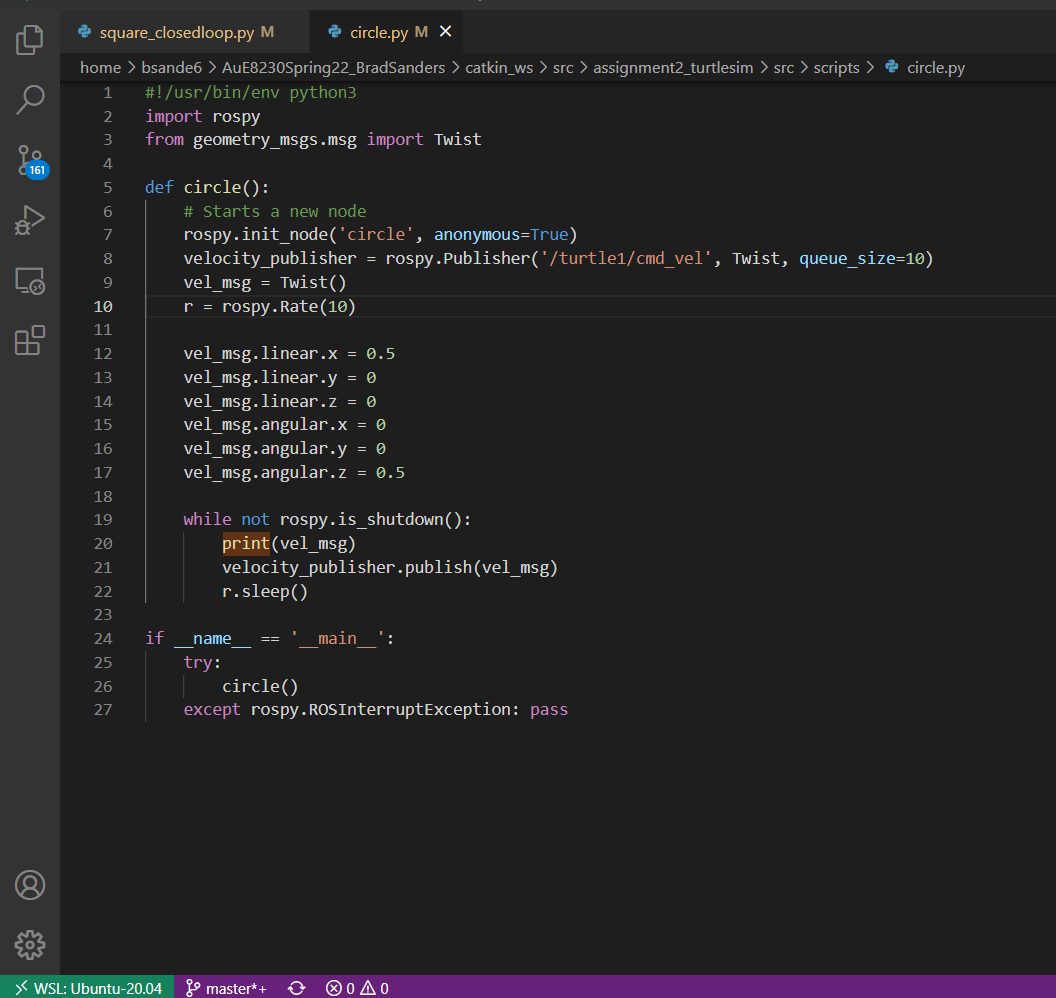 square_closedloop.py M circle.py M
home > bsande6 > AuE8230Spring22_BradSanders > catkin_ws > src > assignment2_turtlesim > src > scripts > circle.py
1 #!/usr/bin/env python3
2 import rospy
3 from geometry_msgs.msg import Twist
4
5 def circle():
6 # Starts a new node
7 rospy.init_node('circle', anonymous=True)
8 velocity_publisher = rospy.Publisher('/turtle1/cmd_vel', Twist, queue_size=10)
9 vel_msg = Twist()
10 r = rospy.Rate(10)
11
12 vel_msg.linear.x = 0.5
13 vel_msg.linear.y = 0
14 vel_msg.linear.z = 0
15 vel_msg.angular.x = 0
16 vel_msg.angular.y = 0
17 vel_msg.angular.z = 0.5
18
19 while not rospy.is_shutdown():
20 print(vel_msg)
21 velocity_publisher.publish(vel_msg)
22 r.sleep()
23
24 if __name__ == '__main__':
25 try:
26 circle()
27 except rospy.ROSInterruptException: pass
161
WSL: Ubuntu-20.04 master*+ 0 0